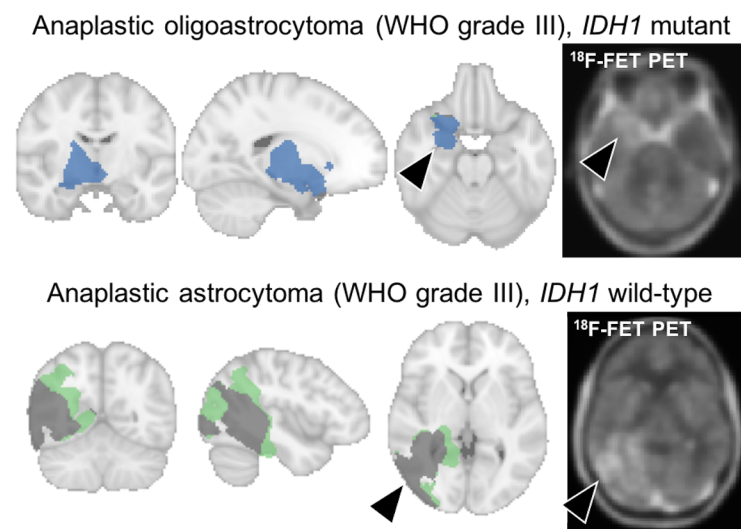 Anaplastic oligoastrocytoma (WHO grade III), IDH1 mutant
¹⁸F-FET PET
Anaplastic astrocytoma (WHO grade III), IDH1 wild-type
¹⁸F-FET PET